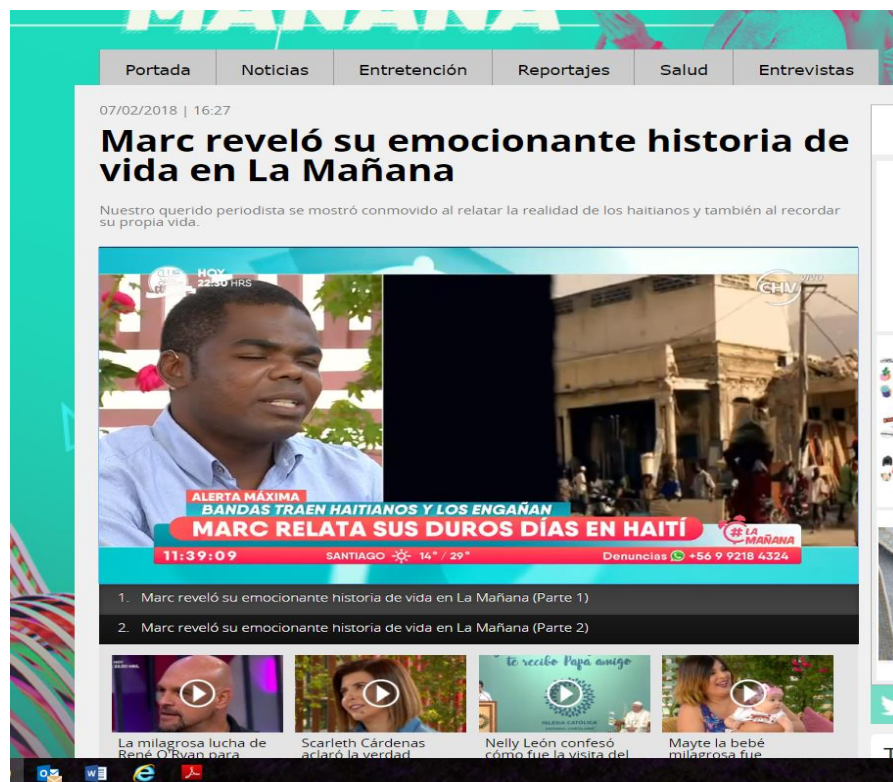 MAÑANA
Portada Noticias Entretención Reportajes Salud Entrevistas
07/02/2018 | 16:27
Marc reveló su emocionante historia de
vida en La Mañana
Nuestro querido periodista se mostró conmovido al relatar la realidad de los haitianos y también al recordar
su propia vida.
HOY
22:30 HRS
CHV
VIVO
ALERTA MÁXIMA
BANDAS TRAEN HAITIANOS Y LOS ENGAÑAN
MARC RELATA SUS DUROS DÍAS EN HAITÍ
# LA
MAÑANA
11:39:09 SANTIAGO 14° / 29° Denuncias +56 9 9218 4324
1. Marc reveló su emocionante historia de vida en La Mañana (Parte 1)
2. Marc reveló su emocionante historia de vida en La Mañana (Parte 2)
te recibo Papa amigo
IGLESIA CATÓLICA
La milagrosa lucha de
René O'Ryan para
Scarleth Cárdenas
aclaró la verdad
Nelly León confesó
cómo fue la visita del
Mayte la bebé
milagrosa fue